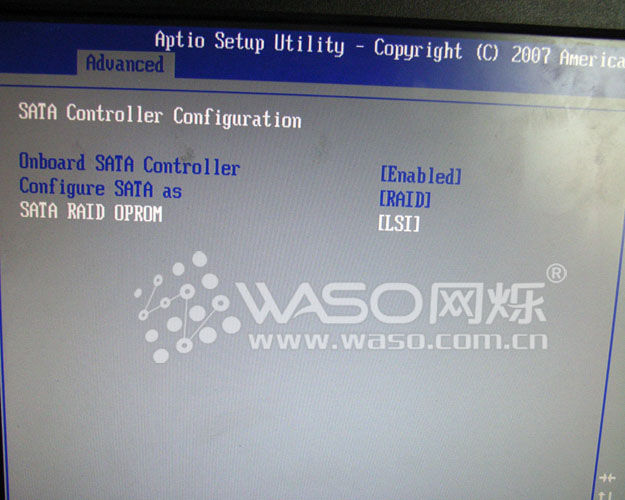 Aptio Setup Utility - Copyright (C) 2007 America
Advanced
SATA Controller Configuration
Onboard SATA Controller [Enabled]
Configure SATA as [RAID]
SATA RAID OPROM [LSI]
WASO网烁®
www.waso.com.cn